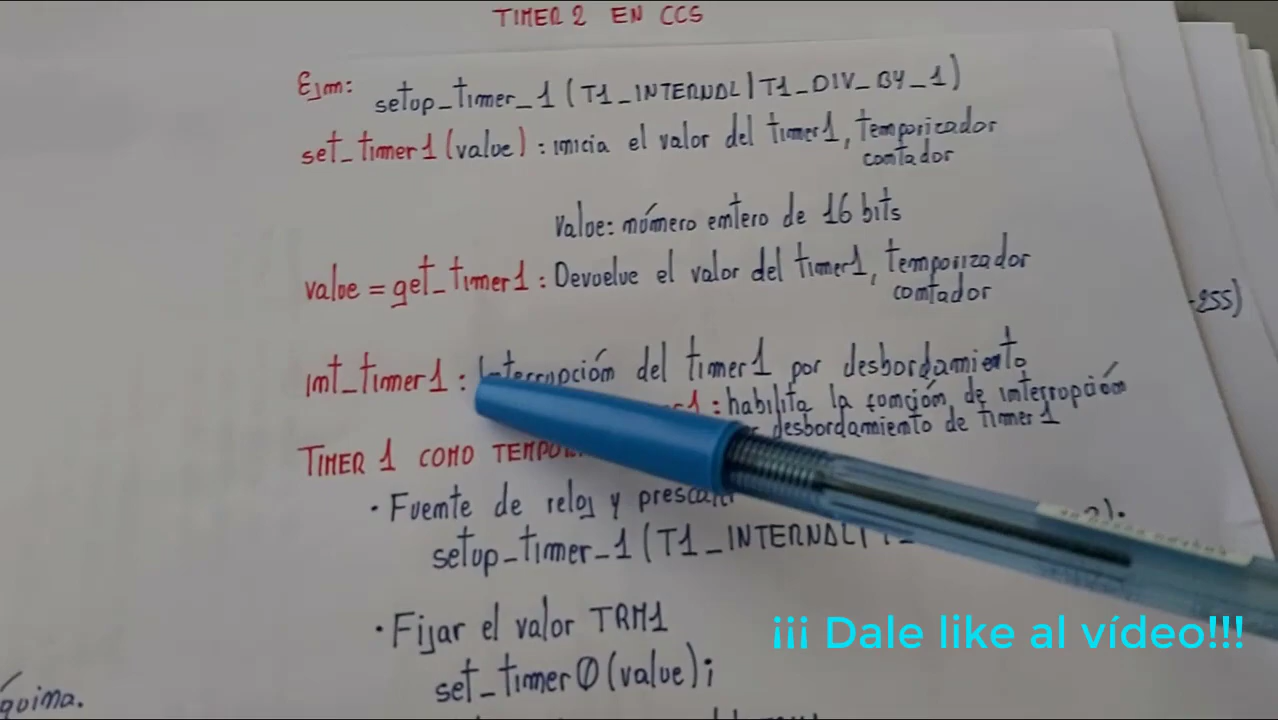 TIMER 2 EN CCS
Ejm: setup_timer_1 (T1_INTERNAL|T1_DIV_BY_1)
set_timer1(value): inicia el valor del timer1, temporizador
contador
Value: número entero de 16 bits
value = get_timer1: Devuelve el valor del timer1, temporizador
contador
-255)
int_timer1: Interrupción del timer1 por desbordamiento
: habilita la función de interrupción
desbordamiento de timer1
TIMER 1 COMO
• Fuente de reloj y
setup_timer_1 (T1_INTERNAL|
• Fijar el valor TRM1
set_timer0(value);
¡¡¡ Dale like al vídeo!!!
quina.